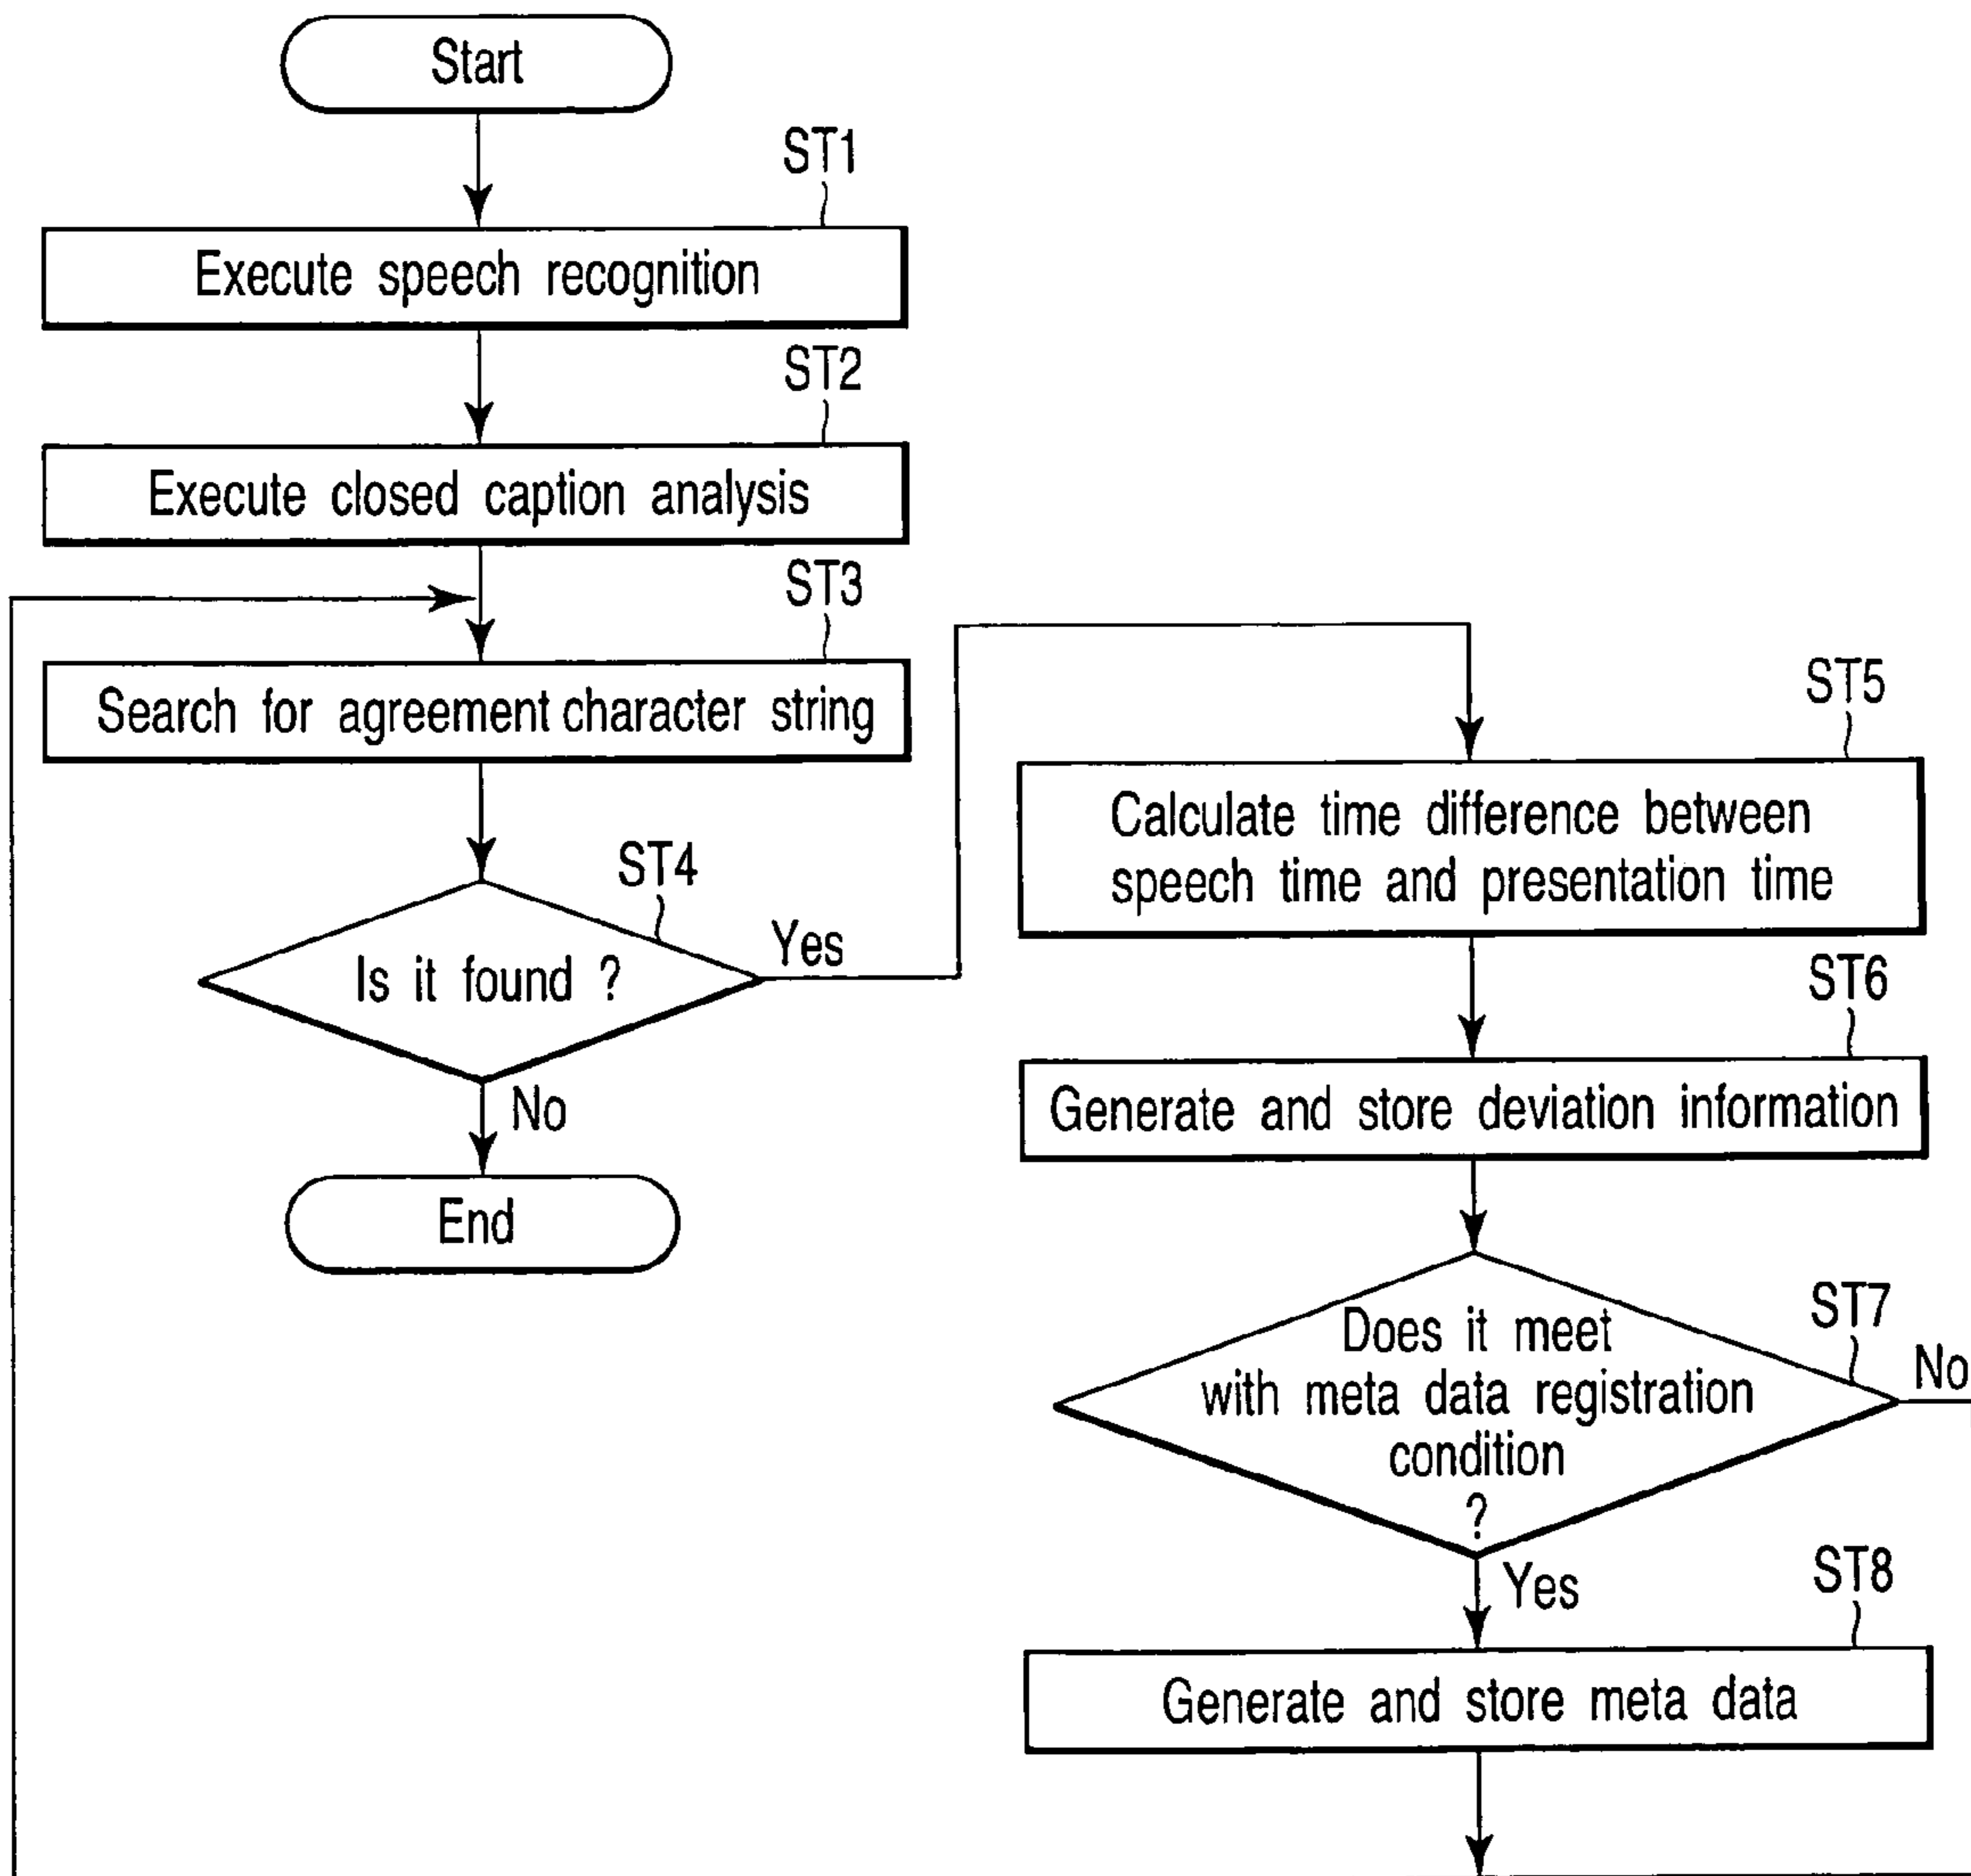 Start
ST1
Execute speech recognition
ST2
Execute closed caption analysis
ST3
Search for agreement character string
ST4
Is it found ?
Yes
No
End
ST5
Calculate time difference between
speech time and presentation time
ST6
Generate and store deviation information
ST7
Does it meet
with meta data registration
condition
?
No
Yes
ST8
Generate and store meta data